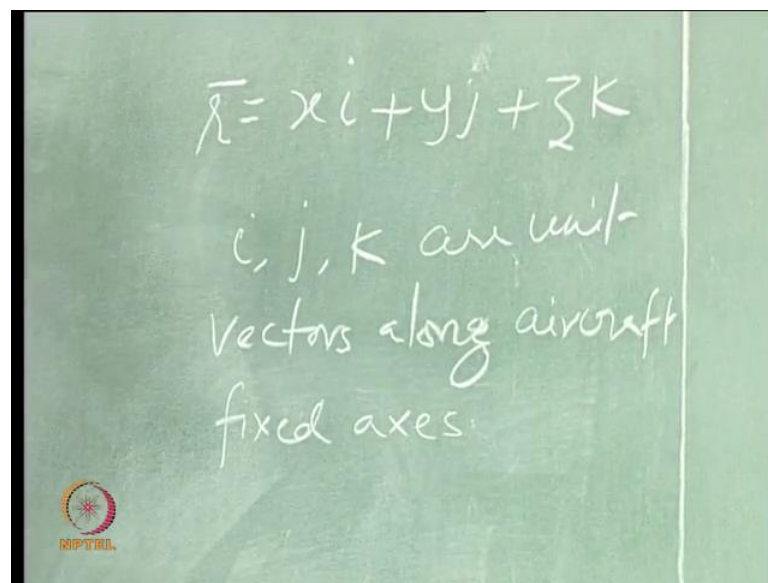 r̄ = xi + yj + zk
i, j, k are unit
vectors along aircraft
fixed axes.
NPTEL